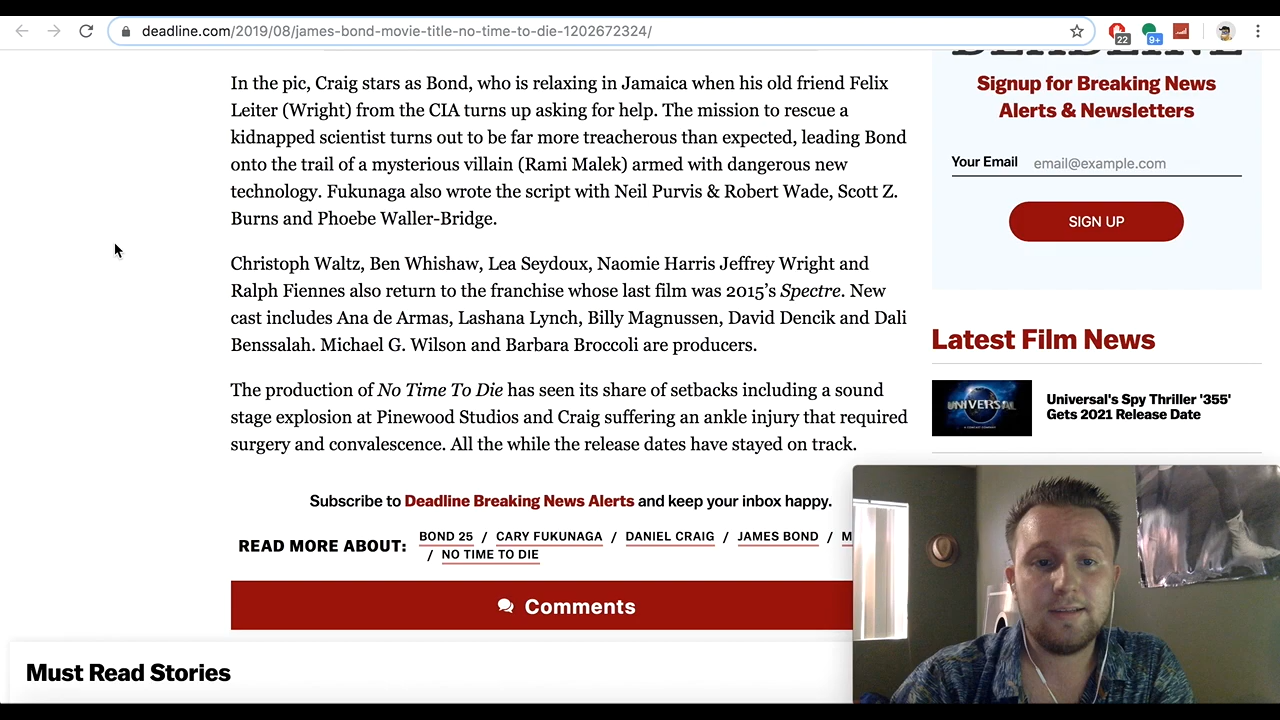 deadline.com/2019/08/james-bond-movie-title-no-time-to-die-1202672324/
22
9+
In the pic, Craig stars as Bond, who is relaxing in Jamaica when his old friend Felix
Leiter (Wright) from the CIA turns up asking for help. The mission to rescue a
kidnapped scientist turns out to be far more treacherous than expected, leading Bond
onto the trail of a mysterious villain (Rami Malek) armed with dangerous new
technology. Fukunaga also wrote the script with Neil Purvis & Robert Wade, Scott Z.
Burns and Phoebe Waller-Bridge.
Christoph Waltz, Ben Whishaw, Lea Seydoux, Naomie Harris Jeffrey Wright and
Ralph Fiennes also return to the franchise whose last film was 2015’s Spectre. New
cast includes Ana de Armas, Lashana Lynch, Billy Magnussen, David Dencik and Dali
Benssalah. Michael G. Wilson and Barbara Broccoli are producers.
The production of No Time To Die has seen its share of setbacks including a sound
stage explosion at Pinewood Studios and Craig suffering an ankle injury that required
surgery and convalescence. All the while the release dates have stayed on track.
Subscribe to Deadline Breaking News Alerts and keep your inbox happy.
READ MORE ABOUT: BOND 25 / CARY FUKUNAGA / DANIEL CRAIG / JAMES BOND / M
/ NO TIME TO DIE
Comments
Must Read Stories
DEADLINE
Signup for Breaking News
Alerts & Newsletters
Your Email email@example.com
SIGN UP
Latest Film News
UNIVERSAL
Universal's Spy Thriller '355'
Gets 2021 Release Date